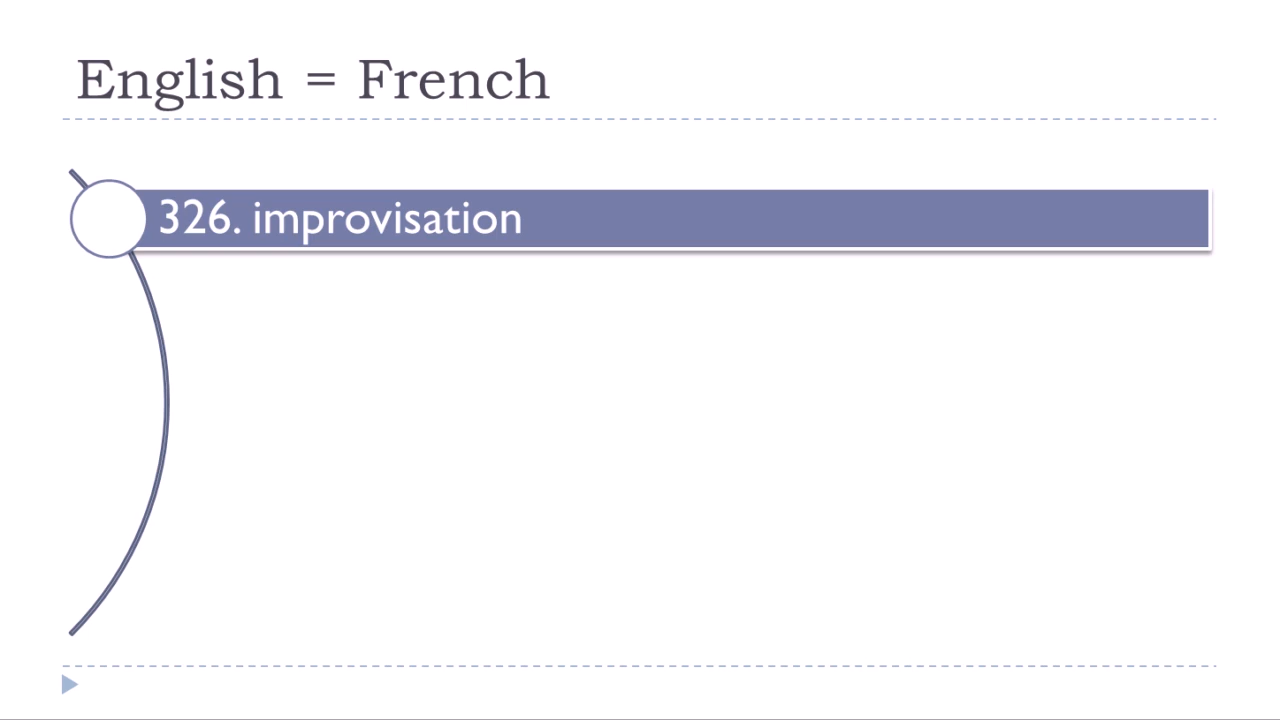 English = French
326. improvisation